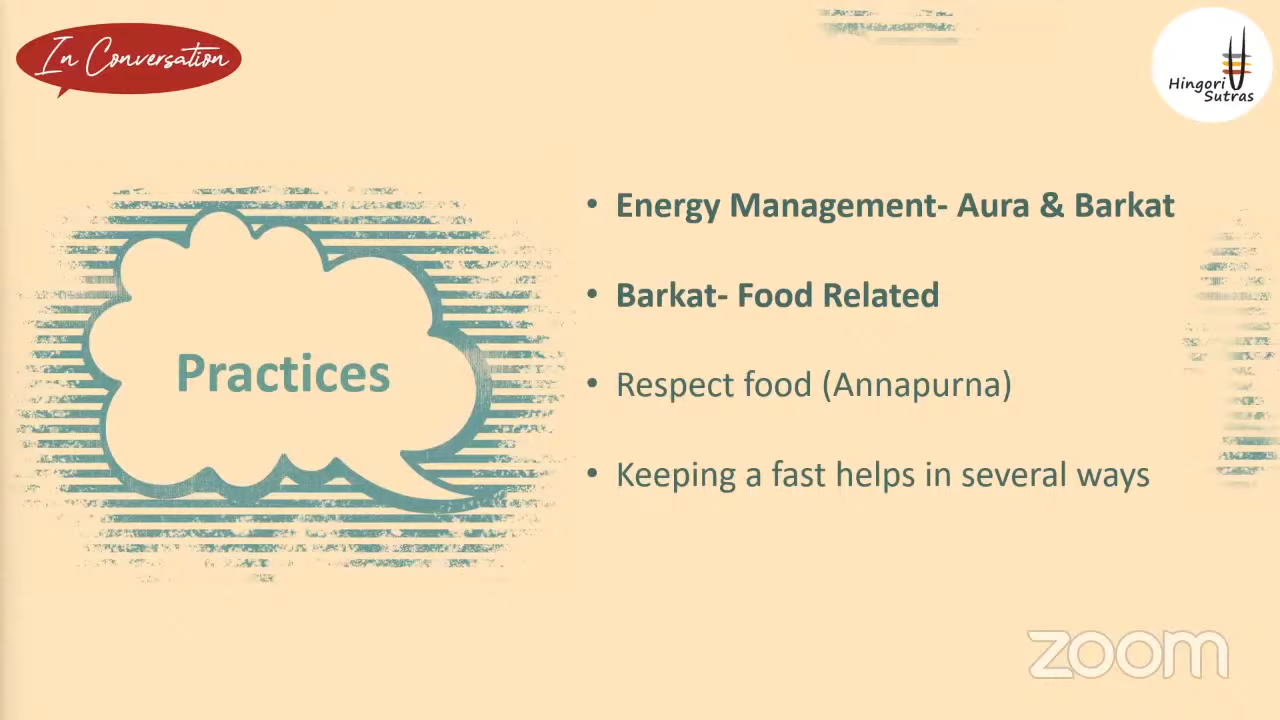 In Conversation
Hingori
Sutras
Practices
• Energy Management- Aura & Barkat
• Barkat- Food Related
• Respect food (Annapurna)
• Keeping a fast helps in several ways
zoom